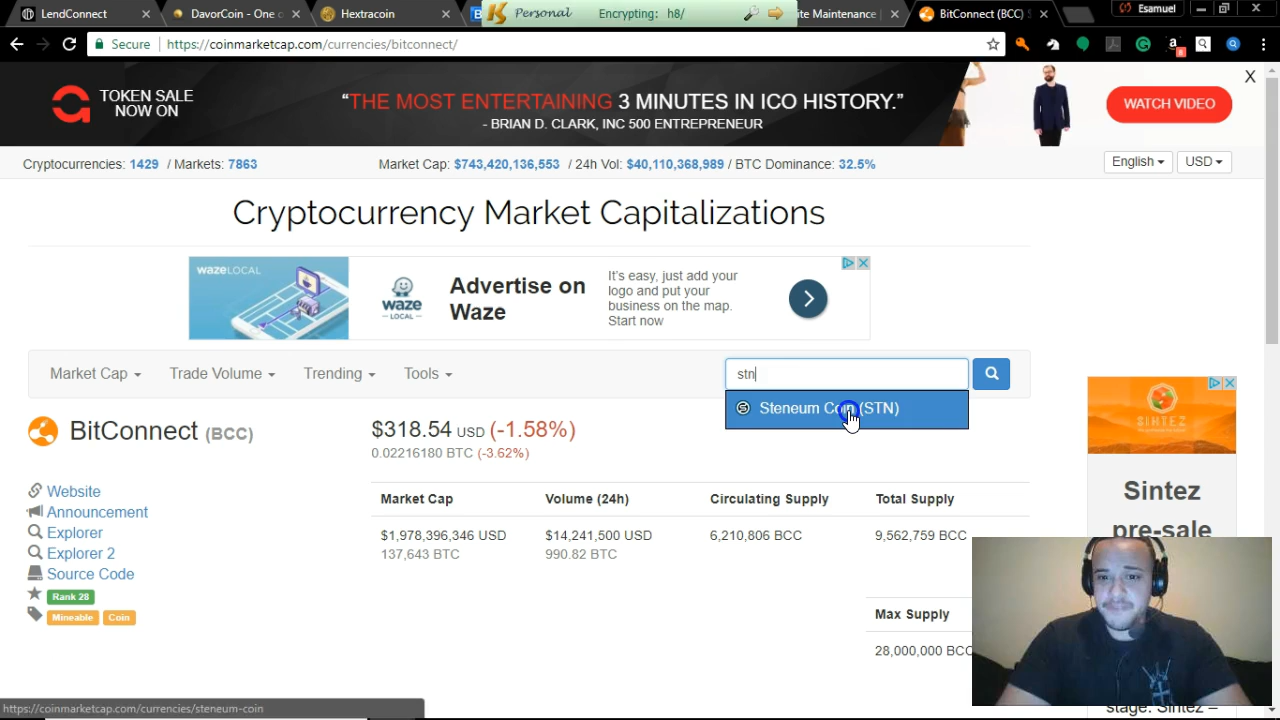 LendConnect
DavorCoin - One o
Hextracoin
Personal
Encrypting: h8/
ite Maintenance |
BitConnect (BCC) $
Esamuel
Secure | https://coinmarketcap.com/currencies/bitconnect/
TOKEN SALE
NOW ON
“THE MOST ENTERTAINING 3 MINUTES IN ICO HISTORY.”
- BRIAN D. CLARK, INC 500 ENTREPRENEUR
WATCH VIDEO
X
Cryptocurrencies: 1429 / Markets: 7863
Market Cap: $743,420,136,553 / 24h Vol: $40,110,368,989 / BTC Dominance: 32.5%
English
USD
Cryptocurrency Market Capitalizations
waze LOCAL
waze
LOCAL
Advertise on
Waze
It's easy, just add your
logo and put your
business on the map.
Start now
Market Cap
Trade Volume
Trending
Tools
stn
Steneum Coin (STN)
BitConnect (BCC)
$318.54 USD (-1.58%)
0.02216180 BTC (-3.62%)
Website
Announcement
Explorer
Explorer 2
Source Code
Rank 28
Mineable Coin
Market Cap Volume (24h) Circulating Supply Total Supply
$1,978,396,346 USD $14,241,500 USD 6,210,806 BCC 9,562,759 BCC
137,643 BTC 990.82 BTC
Max Supply
28,000,000 BCC
SINTEZ
Sintez
pre-sale
stage: Sintez –
https://coinmarketcap.com/currencies/steneum-coin